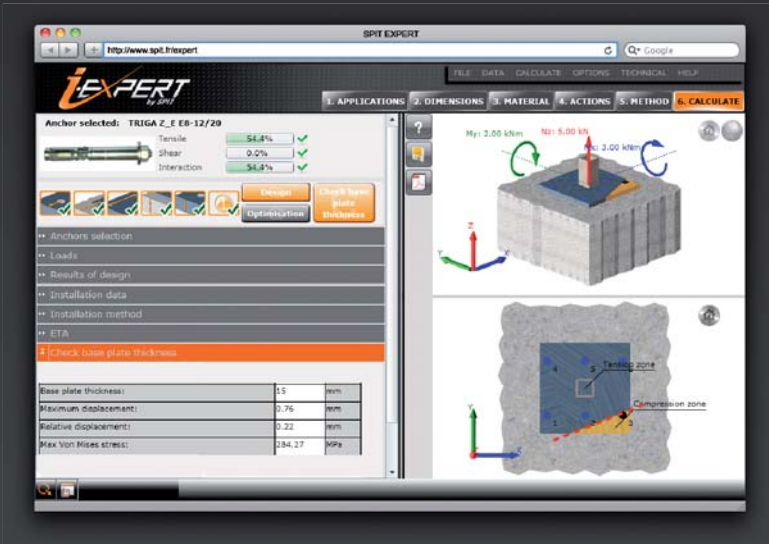 SPIT EXPERT
http://www.spit.fr/expert
Google
i-EXPERT
by SPIT
FILE DATA CALCULATE OPTIONS TECHNICAL HELP
1. APPLICATIONS 2. DIMENSIONS 3. MATERIAL 4. ACTIONS 5. METHOD 6. CALCULATE
Anchor selected: TRIGA Z_E E8-12/20
Tensile 54.4%
Shear 0.0%
Interaction 54.4%
Design
Optimisation
Check base plate thickness
Anchors selection
Loads
Results of design
Installation data
Installation method
ETA
Check base plate thickness
Base plate thickness: 15 mm
Maximum displacement: 0.76 mm
Relative displacement: 0.22 mm
Max Von Mises stress: 284.27 MPa
?
My: 2.00 kNm
Nz: 5.00 kN
Mx: 3.00 kNm
Z
Y
X
4
5
Tension zone
Compression zone
1
2
3
Y
X